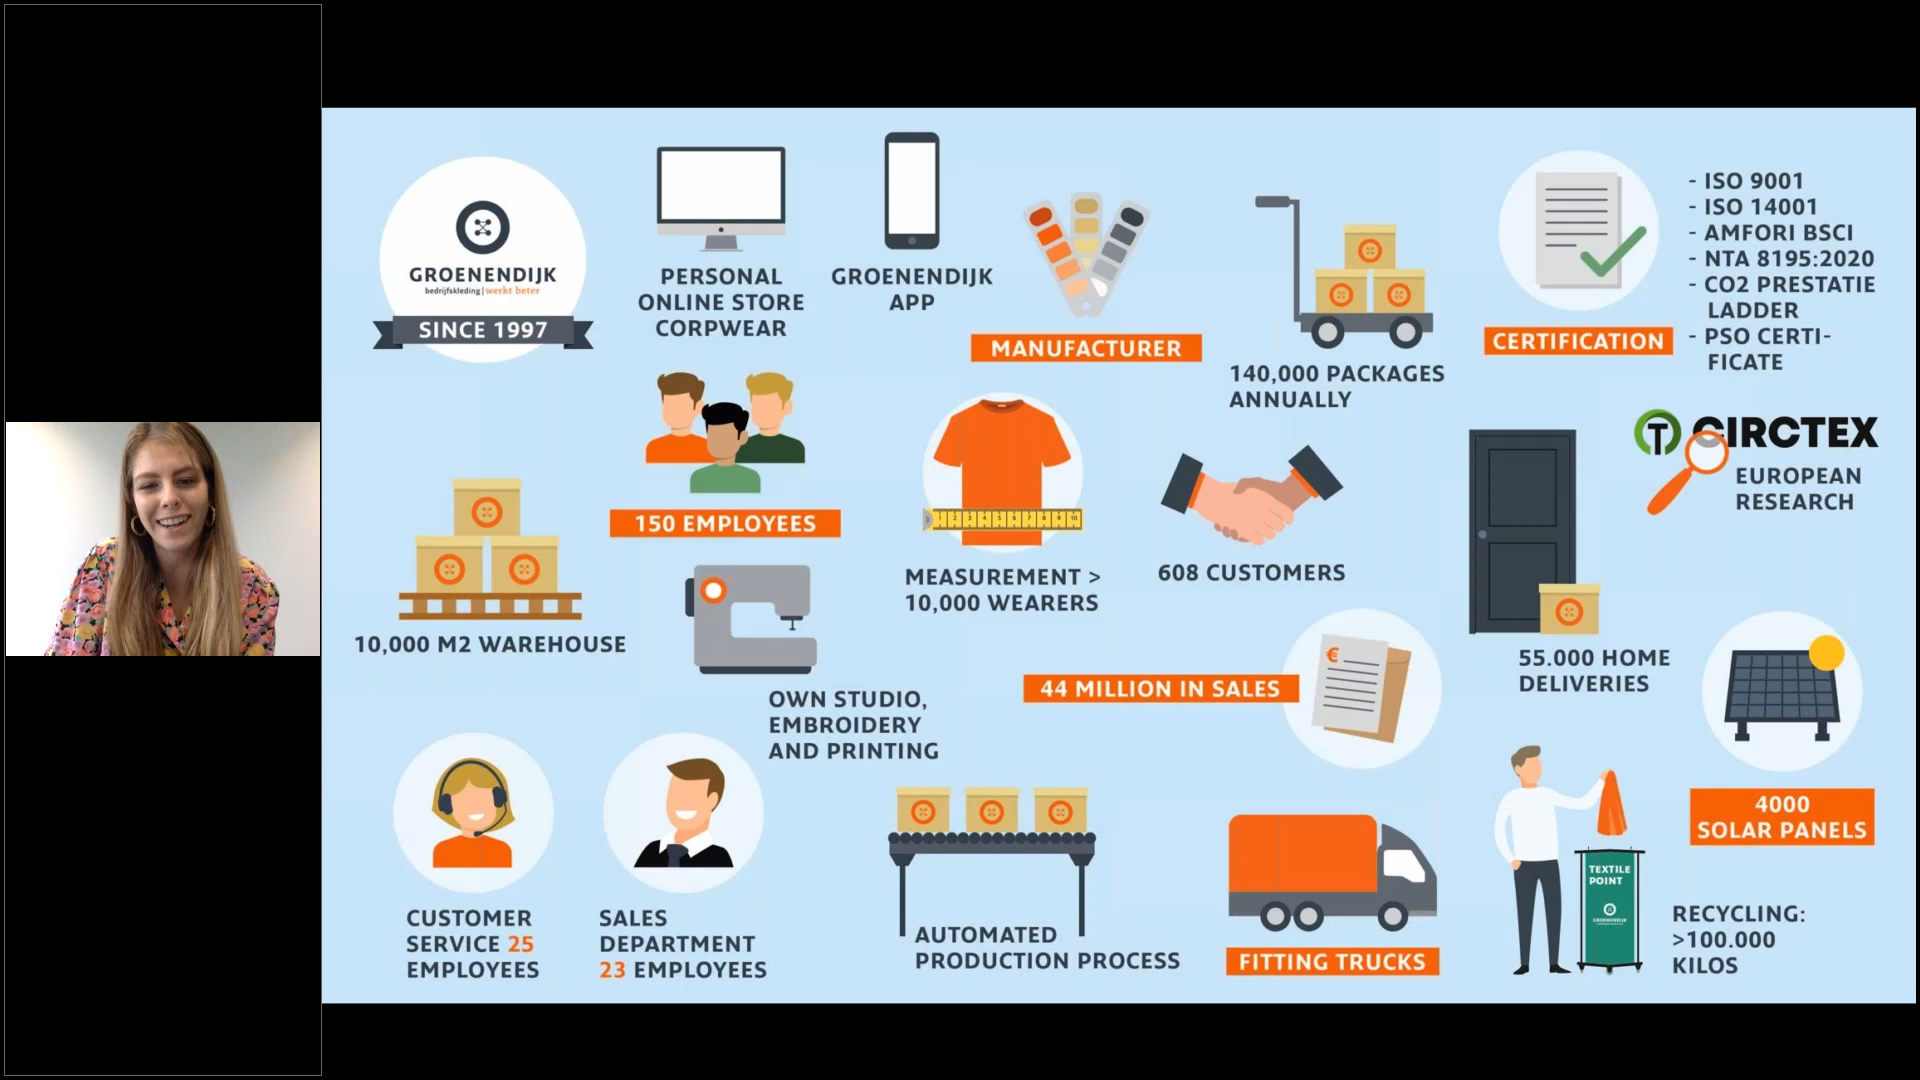 GROENENDIJK
bedrijfskleding | werkt beter
SINCE 1997
PERSONAL
ONLINE STORE
CORPWEAR
GROENENDIJK
APP
MANUFACTURER
140,000 PACKAGES
ANNUALLY
CERTIFICATION
- ISO 9001
- ISO 14001
- AMFORI BSCI
- NTA 8195:2020
- CO2 PRESTATIE
LADDER
- PSO CERTI-
FICATE
150 EMPLOYEES
10,000 M2 WAREHOUSE
OWN STUDIO,
EMBROIDERY
AND PRINTING
10
MEASUREMENT >
10,000 WEARERS
608 CUSTOMERS
T CIRCTEX
EUROPEAN
RESEARCH
55.000 HOME
DELIVERIES
44 MILLION IN SALES
€
4000
SOLAR PANELS
CUSTOMER
SERVICE 25
EMPLOYEES
SALES
DEPARTMENT
23 EMPLOYEES
AUTOMATED
PRODUCTION PROCESS
FITTING TRUCKS
TEXTILE
POINT
GROENENDIJK
RECYCLING:
>100.000
KILOS